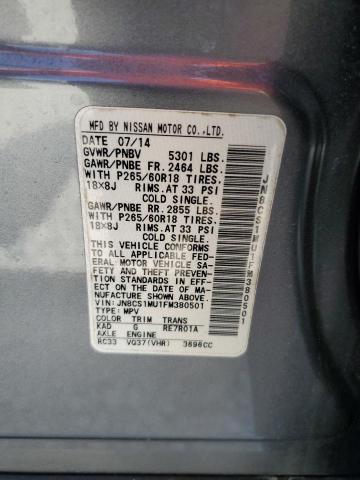 MFD BY NISSAN MOTOR CO.,LTD.
DATE 07/14
GVWR/PNBV 5301 LBS.
GAWR/PNBE FR. 2464 LBS.
WITH P265/60R18 TIRES.
18X8J RIMS.AT 33 PSI
COLD SINGLE.
GAWR/PNBE RR. 2855 LBS.
WITH P265/60R18 TIRES.
18X8J RIMS.AT 33 PSI
COLD SINGLE.
THIS VEHICLE CONFORMS
TO ALL APPLICABLE FED-
ERAL MOTOR VEHICLE SA-
FETY AND THEFT PREVEN-
TION STANDARDS IN EFF-
ECT ON THE DATE OF MA-
NUFACTURE SHOWN ABOVE.
VIN:JN8CS1MU1FM380501
TYPE:MPV
COLOR TRIM TRANS
KAD G RE7R01A
AXLE ENGINE
RC33 VQ37(VHR) 3696CC
JN8CS1MU1FM380501